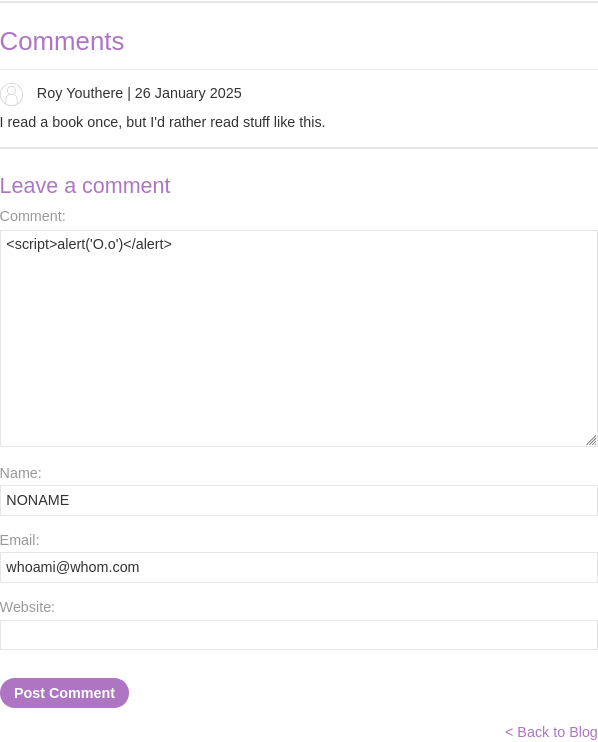 Comments
Roy Youthere | 26 January 2025
I read a book once, but I'd rather read stuff like this.
Leave a comment
Comment:
<script>alert('O.o')</alert>
Name:
NONAME
Email:
whoami@whom.com
Website:
Post Comment
< Back to Blog